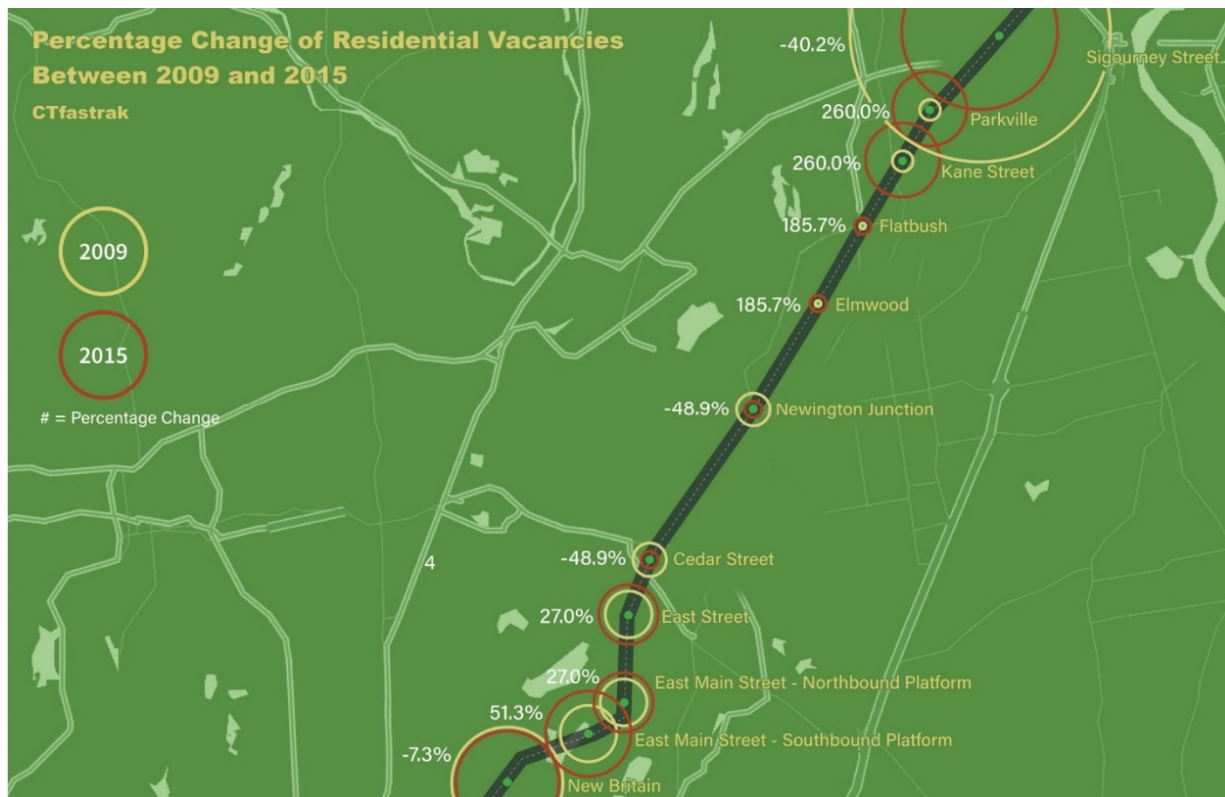 Percentage Change of Residential Vacancies
Between 2009 and 2015
CTfastrak
2009
2015
# = Percentage Change
-40.2%
Sigourney Street
260.0%
Parkville
260.0%
Kane Street
185.7%
Flatbush
185.7%
Elmwood
-48.9%
Newington Junction
-48.9%
Cedar Street
4
27.0%
East Street
27.0%
East Main Street - Northbound Platform
51.3%
East Main Street - Southbound Platform
-7.3%
New Britain